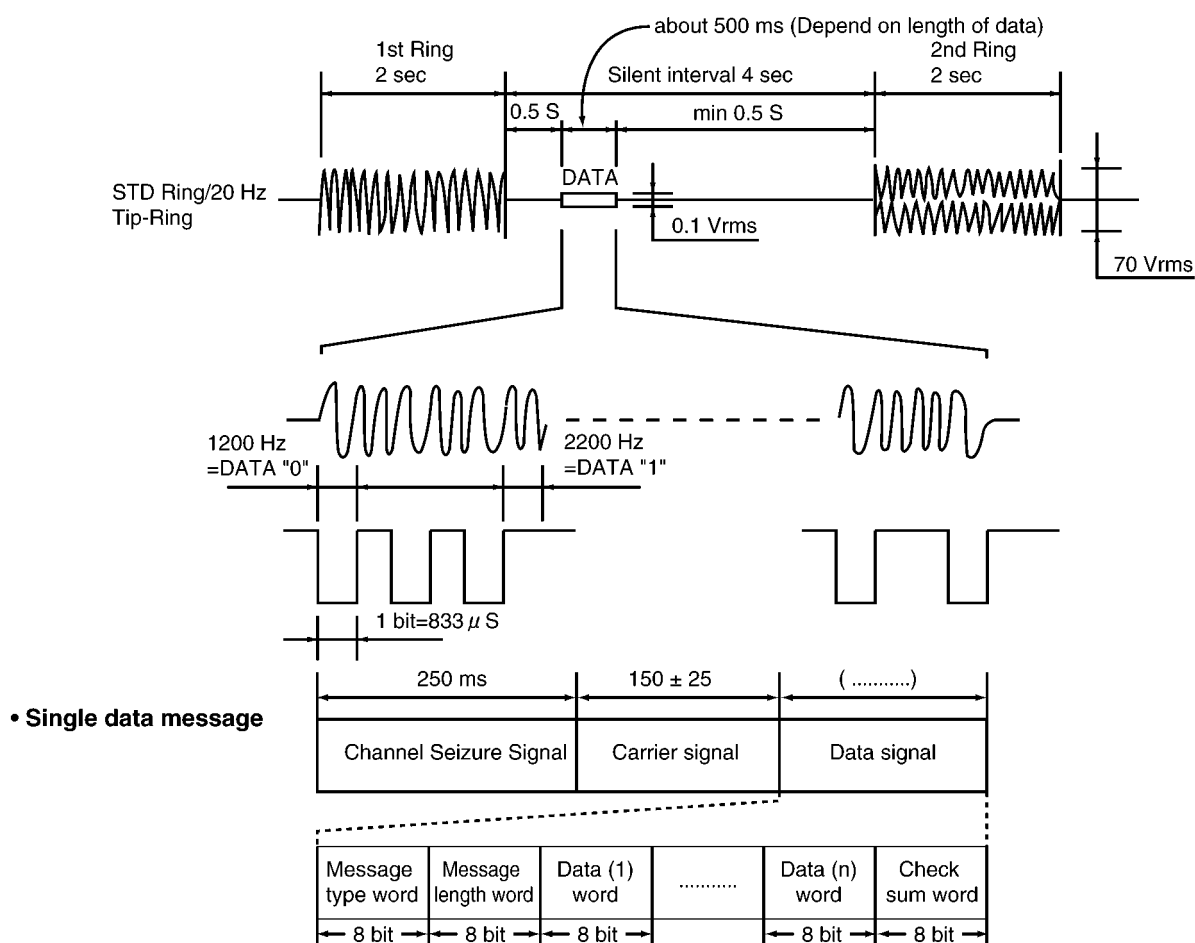 about 500 ms (Depend on length of data)
1st Ring
2 sec
Silent interval 4 sec
2nd Ring
2 sec
0.5 S
min 0.5 S
STD Ring/20 Hz
Tip-Ring
DATA
0.1 Vrms
70 Vrms
1200 Hz
=DATA "0"
2200 Hz
=DATA "1"
1 bit=833 μ S
250 ms
150 ± 25
( ...........)
• Single data message
Channel Seizure Signal
Carrier signal
Data signal
Message
type word
Message
length word
Data (1)
word
...........
Data (n)
word
Check
sum word
8 bit
8 bit
8 bit
8 bit
8 bit